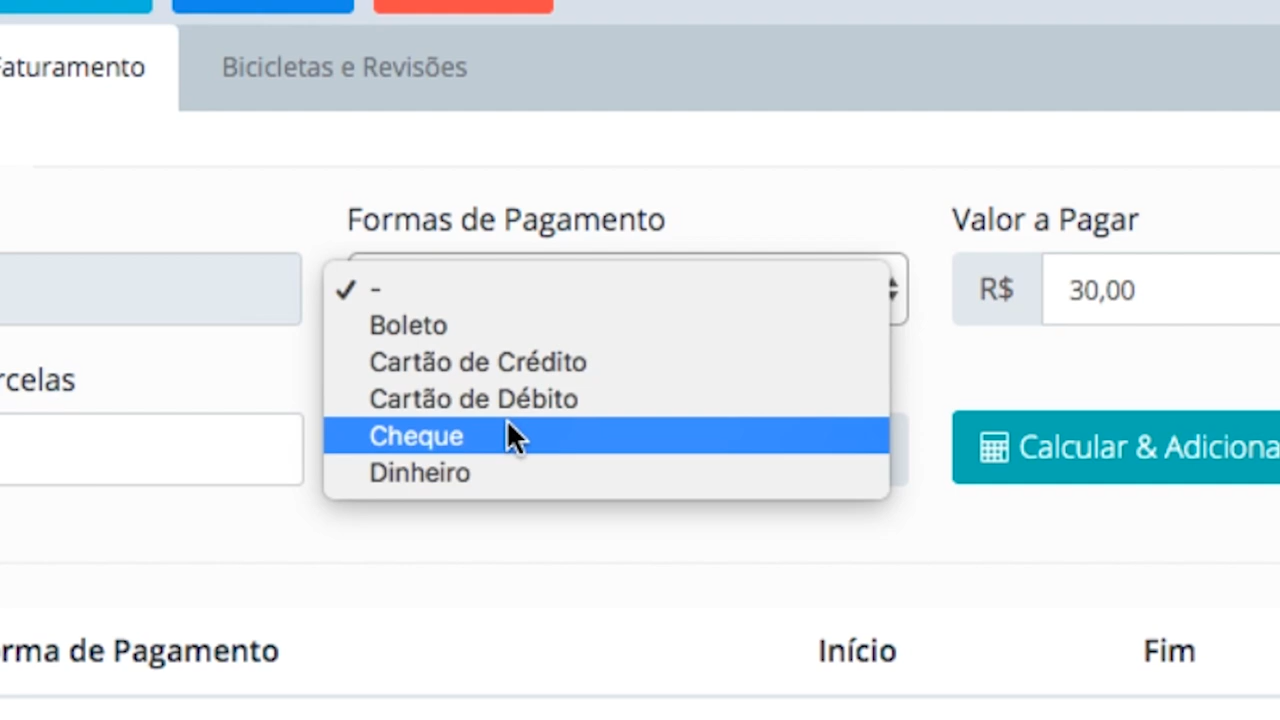 Faturamento
Bicicletas e Revisões
Formas de Pagamento
Valor a Pagar
-
Boleto
Cartão de Crédito
Cartão de Débito
Cheque
Dinheiro
R$ 30,00
rcelas
Calcular & Adiciona
rma de Pagamento
Início
Fim